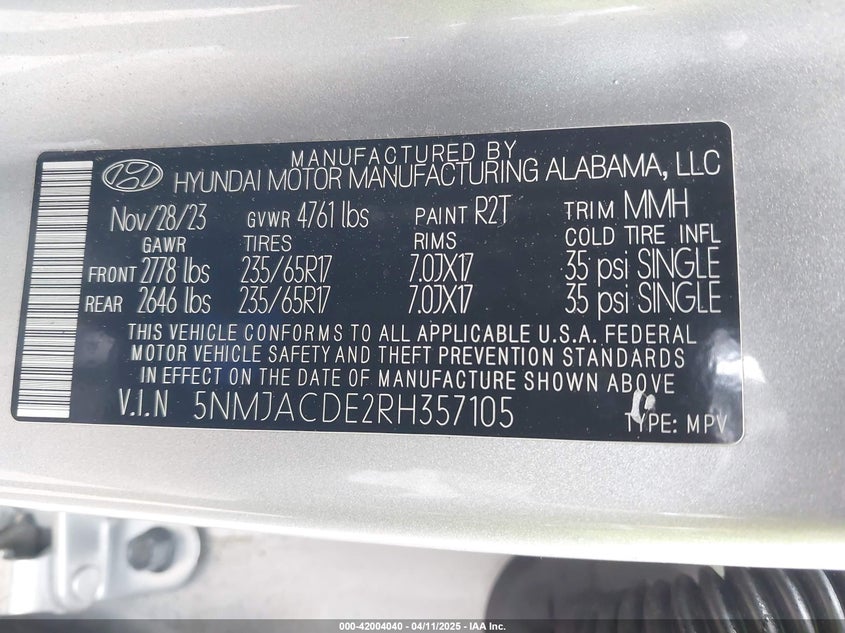 MANUFACTURED BY
HYUNDAI MOTOR MANUFACTURING ALABAMA, LLC
Nov/28/23 GVWR 4761 lbs PAINT R2T TRIM MMH
GAWR TIRES RIMS COLD TIRE INFL
FRONT 2778 lbs 235/65R17 7.0JX17 35 psi SINGLE
REAR 2646 lbs 235/65R17 7.0JX17 35 psi SINGLE
THIS VEHICLE CONFORMS TO ALL APPLICABLE U.S.A. FEDERAL
MOTOR VEHICLE SAFETY AND THEFT PREVENTION STANDARDS
IN EFFECT ON THE DATE OF MANUFACTURE SHOWN ABOVE
V.I.N 5NMJACDE2RH357105 TYPE: MPV
000-42004040 - 04/11/2025 - IAA Inc.